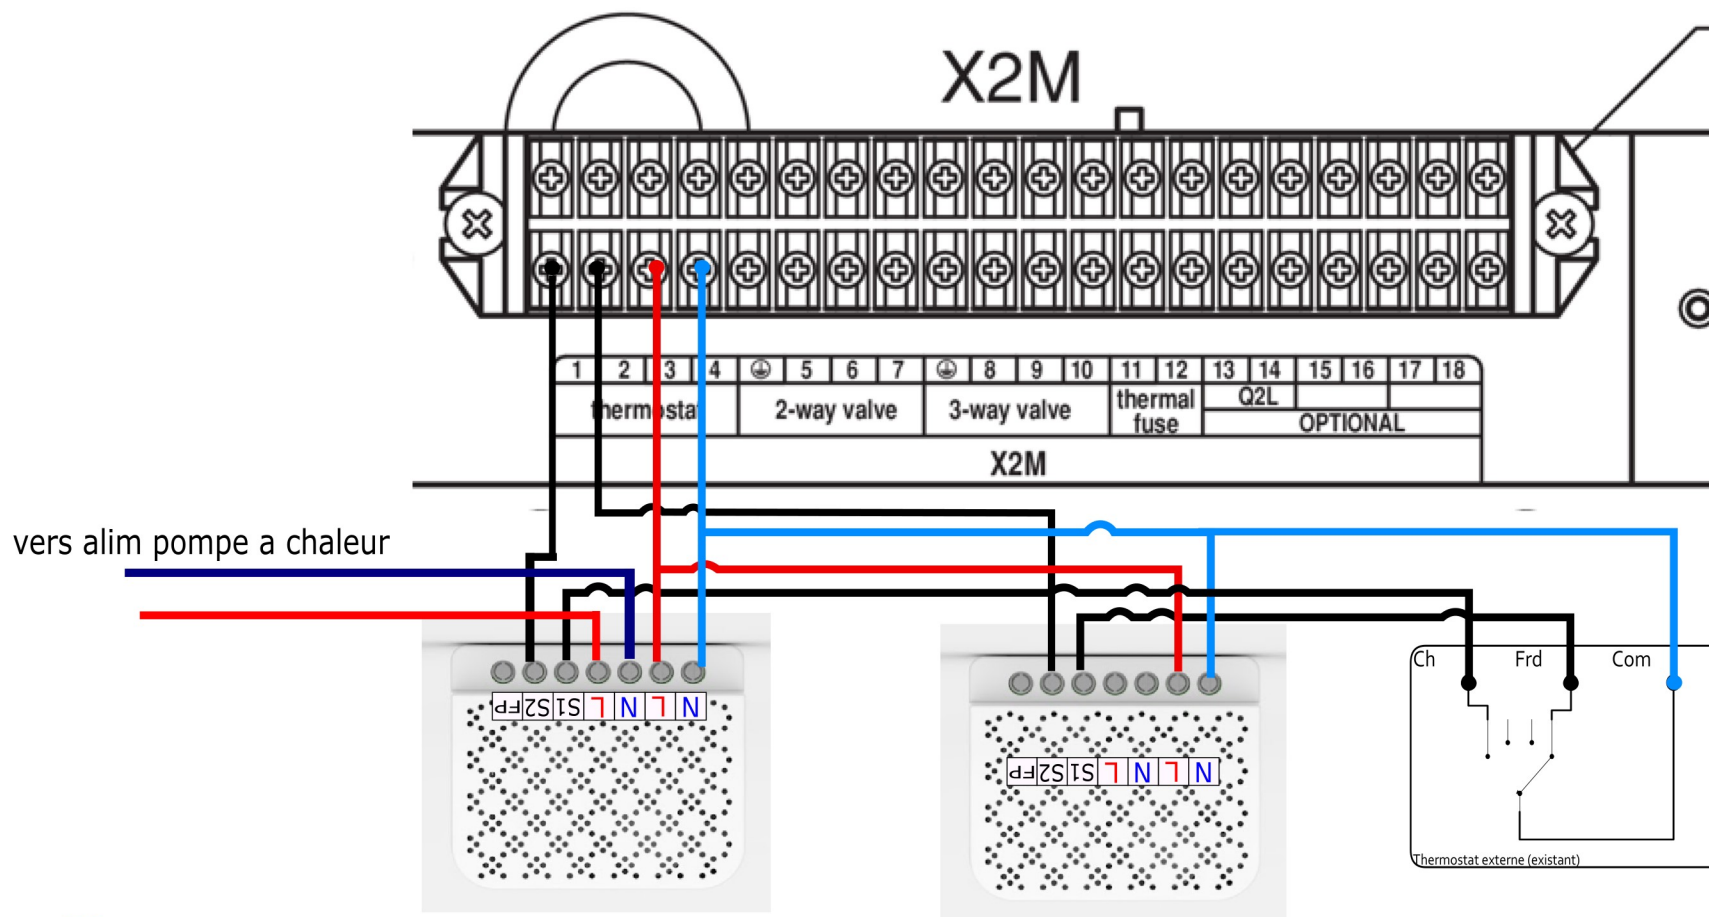 X2M
1 2 3 4 5 6 7 8 9 10 11 12 13 14 15 16 17 18
thermostat 2-way valve 3-way valve thermal fuse Q2L OPTIONAL
X2M
vers alim pompe a chaleur
Ch Frd Com
FP S2 S1 L N L N
FP S2 S1 L N L N
Thermostat externe (existant)